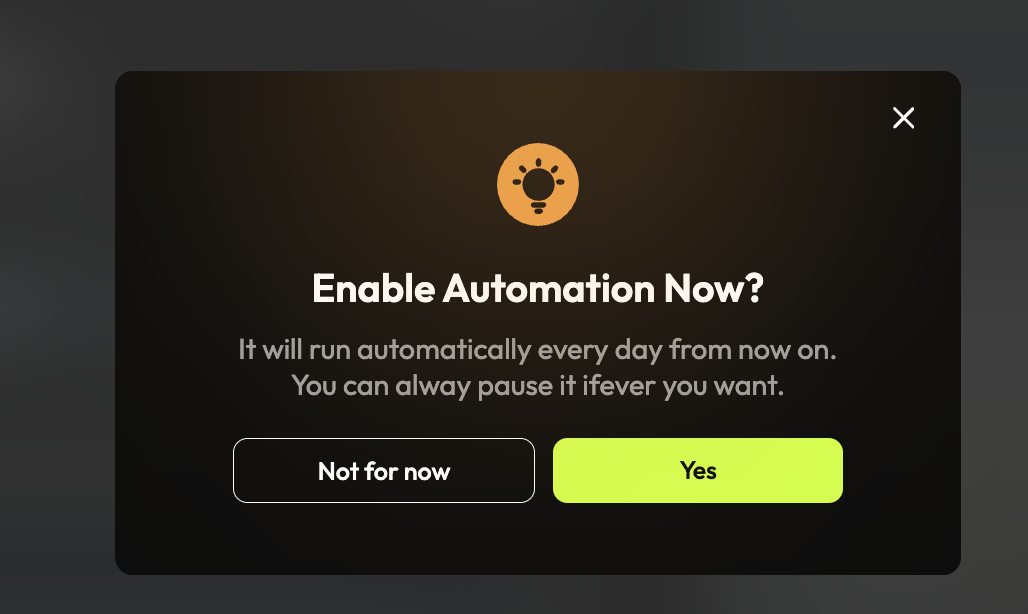 Enable Automation Now?
It will run automatically every day from now on.
You can alway pause it ifever you want.
Not for now
Yes